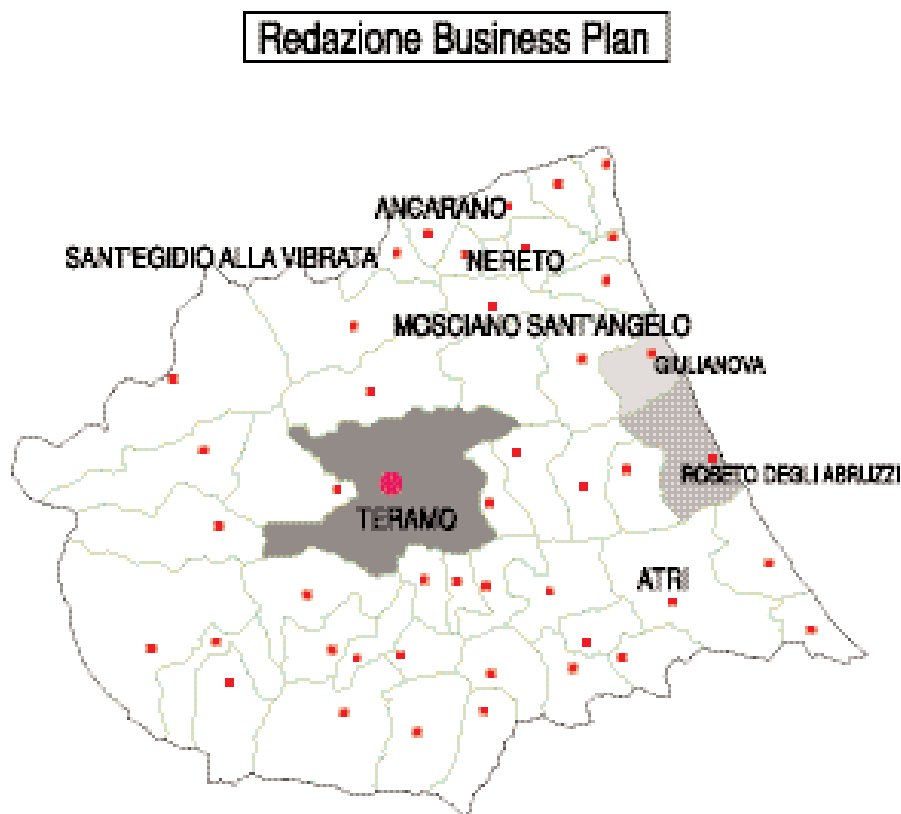 Redazione Business Plan
ANCARANO
SANT'EGIDIO ALLA VIBRATA
NERETO
MOSCIANO SANT'ANGELO
GIULIANOVA
ROSETO DEGLI ABRUZZI
TERAMO
ATRI